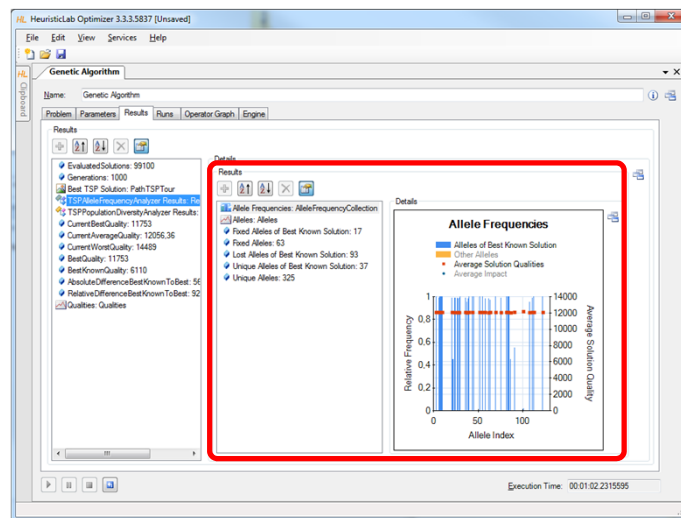 HL HeuristicLab Optimizer 3.3.3.5837 [Unsaved]
File Edit View Services Help
HL
Clipboard
Genetic Algorithm
Name: Genetic Algorithm
Problem Parameters Results Runs Operator Graph Engine
Results
EvaluatedSolutions: 99100
Generations: 1000
Best TSP Solution: PathTSPTour
TSPAlleleFrequencyAnalyzer Results: Re
TSPPopulationDiversityAnalyzer Results:
CurrentBestQuality: 11753
CurrentAverageQuality: 12056,36
CurrentWorstQuality: 14489
BestQuality: 11753
BestKnownQuality: 6110
AbsoluteDifferenceBestKnownToBest: 56
RelativeDifferenceBestKnownToBest: 92
Qualities: Qualities
Details
Results
Allele Frequencies: AlleleFrequencyCollection
Alleles: Alleles
Fixed Alleles of Best Known Solution: 17
Fixed Alleles: 63
Lost Alleles of Best Known Solution: 93
Unique Alleles of Best Known Solution: 37
Unique Alleles: 325
Details
Allele Frequencies
Alleles of Best Known Solution
Other Alleles
Average Solution Qualities
Average Impact
Relative Frequency
1
0,8
0,6
0,4
0,2
0
14000
12000
10000
8000
6000
4000
2000
0
Average Solution Quality
0 50 100
Allele Index
Execution Time: 00:01:02.2315595